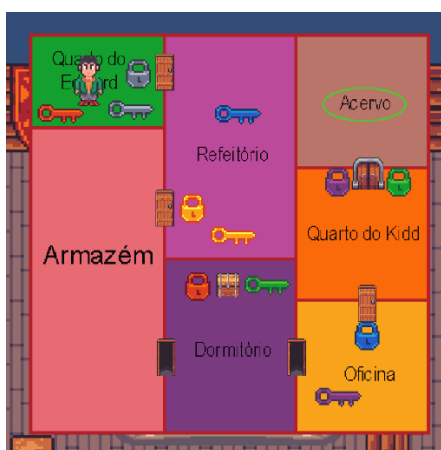 Quarto do
Edward
Acervo
Refeitório
Quarto do Kidd
Armazém
Dormitório
Oficina